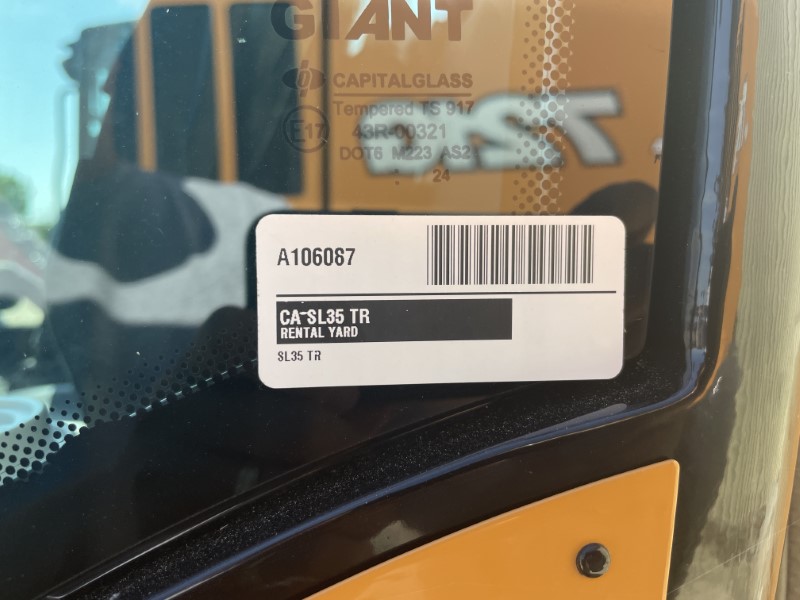 GIANT
CAPITALGLASS
Tempered TS 917
E17 43R-00321
DOT6 M223 AS2
24
A106087
CA-SL35 TR
RENTAL YARD
SL35 TR